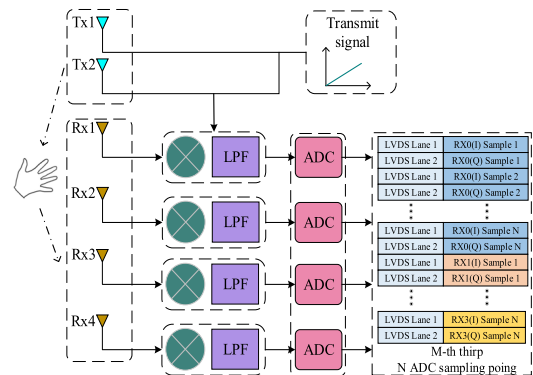 Tx1
Tx2
Transmit
signal
Rx1
Rx2
Rx3
Rx4
LPF
ADC
LPF
ADC
LPF
ADC
LPF
ADC
LVDS Lane 1 RX0(I) Sample 1
LVDS Lane 2 RX0(Q) Sample 1
LVDS Lane 1 RX0(I) Sample 2
LVDS Lane 2 RX0(Q) Sample 2
LVDS Lane 1 RX0(I) Sample N
LVDS Lane 2 RX0(Q) Sample N
LVDS Lane 1 RX1(I) Sample 1
LVDS Lane 2 RX1(Q) Sample 1
LVDS Lane 1 RX3(I) Sample N
LVDS Lane 2 RX3(Q) Sample N
M-th thirp
N ADC sampling poing